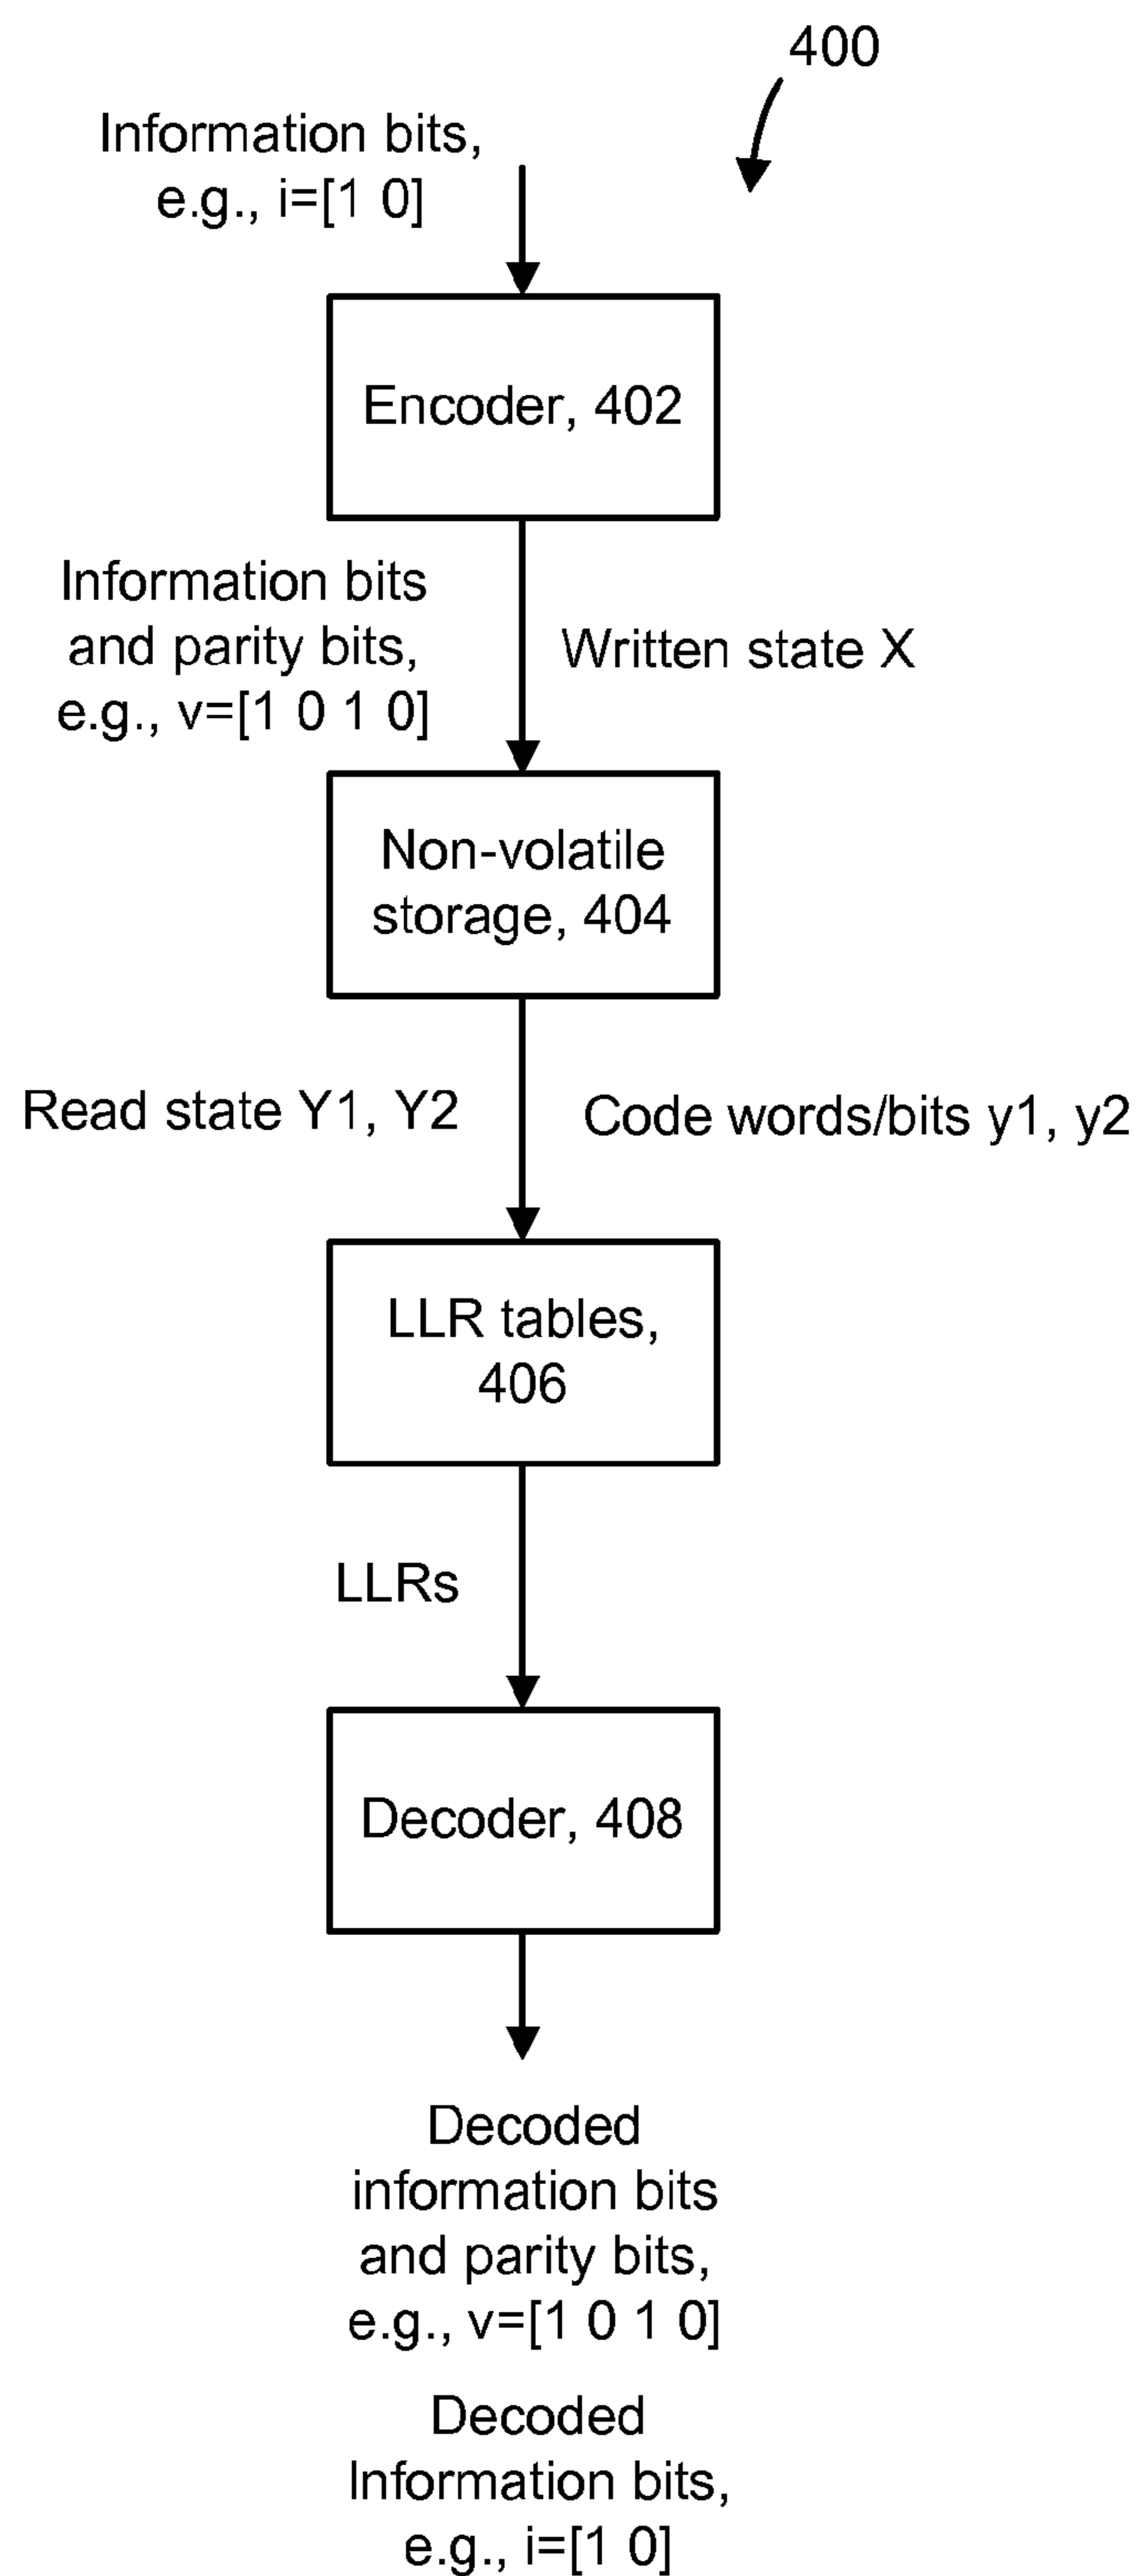 400
Information bits,
e.g., i=[1 0]
Encoder, 402
Information bits
and parity bits,
e.g., v=[1 0 1 0]
Written state X
Non-volatile
storage, 404
Read state Y1, Y2
Code words/bits y1, y2
LLR tables,
406
LLRs
Decoder, 408
Decoded
information bits
and parity bits,
e.g., v=[1 0 1 0]
Decoded
Information bits,
e.g., i=[1 0]